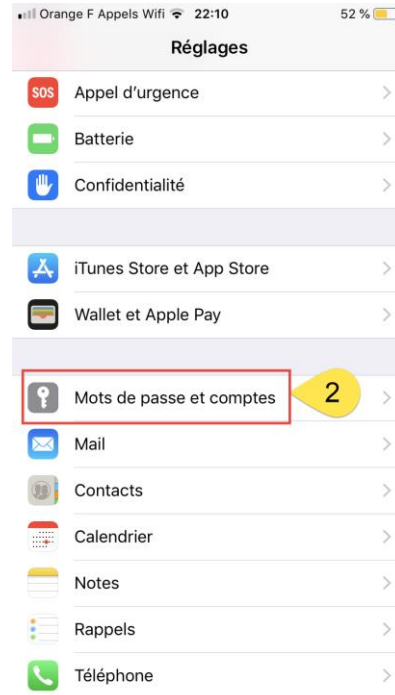 Orange F Appels Wifi 22:10 52 %
Réglages
SOS Appel d’urgence
Batterie
Confidentialité
iTunes Store et App Store
Wallet et Apple Pay
Mots de passe et comptes 2
Mail
Contacts
Calendrier
Notes
Rappels
Téléphone